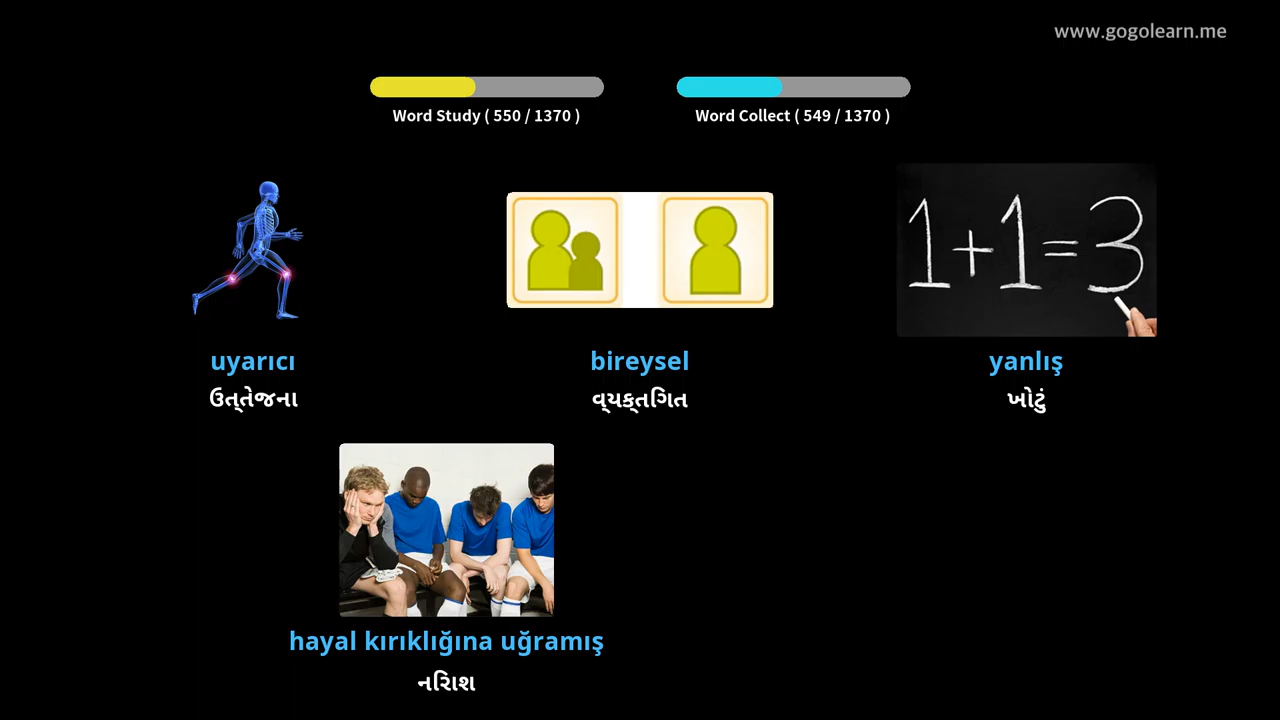 www.gogolearn.me
Word Study ( 550 / 1370 )
Word Collect ( 549 / 1370 )
1+1=3
uyarıcı
bireysel
yanlış
ઉત્તેજના
વ્યક્તિગત
ખોટું
hayal kırıklığına uğramış
નિરાશ